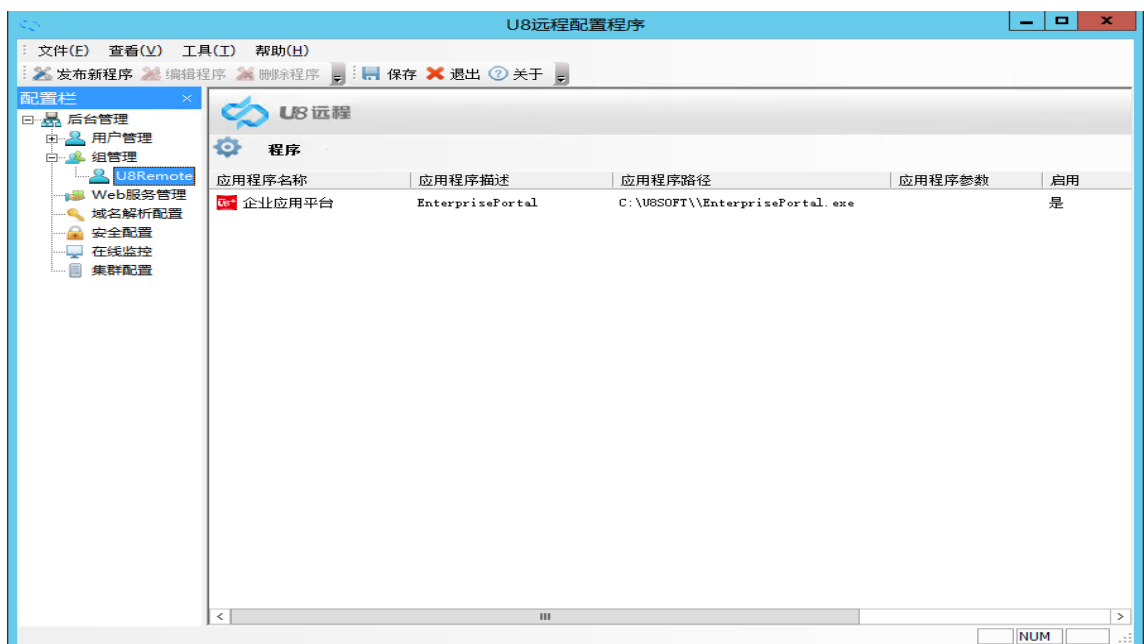 U8远程配置程序
文件(F) 查看(V) 工具(T) 帮助(H)
发布新程序 编辑程序 删除程序 保存 退出 关于
配置栏
后台管理
用户管理
组管理
U8Remote
Web服务管理
域名解析配置
安全配置
在线监控
集群配置
U8远程
程序
应用程序名称 应用程序描述 应用程序路径 应用程序参数 启用
U8+ 企业应用平台 EnterprisePortal C:\U8SOFT\\EnterprisePortal.exe 是
NUM